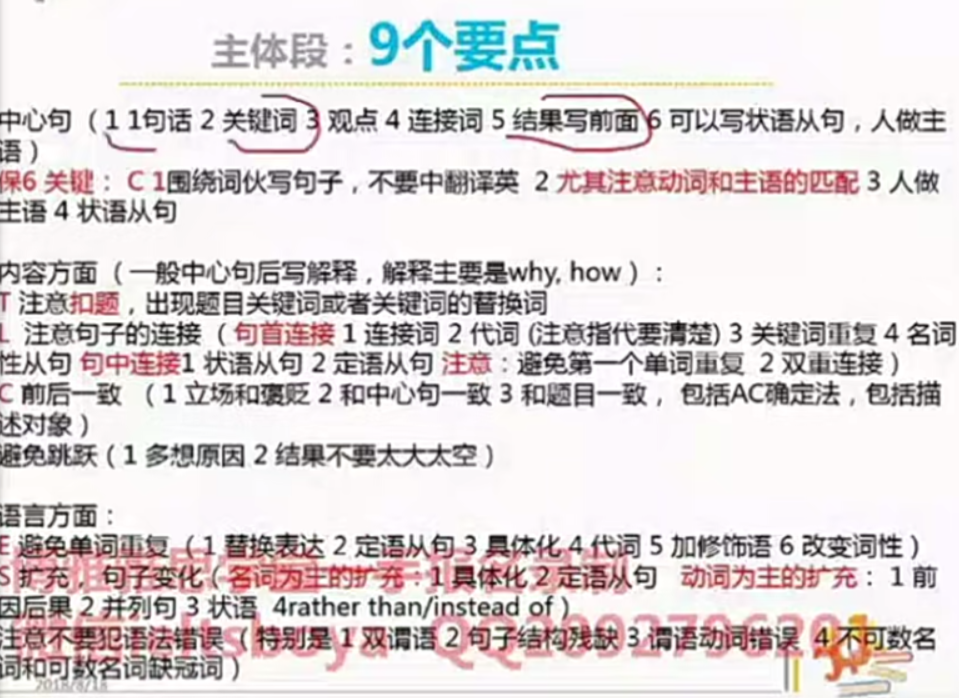 主体段：9个要点
中心句（1 1句话 2 关键词 3 观点 4 连接词 5 结果写前面 6 可以写状语从句，人做主
语）
保6 关键： C 1围绕词伙写句子，不要中翻译英 2 尤其注意动词和主语的匹配 3 人做
主语 4 状语从句
内容方面（一般中心句后写解释，解释主要是why, how）：
T 注意扣题，出现题目关键词或者关键词的替换词
L 注意句子的连接（句首连接 1 连接词 2 代词 (注意指代要清楚) 3 关键词重复 4 名词
性从句 句中连接1 状语从句 2 定语从句 注意：避免第一个单词重复 2 双重连接）
C 前后一致 （1 立场和褒贬 2 和中心句一致 3 和题目一致， 包括AC确定法，包括描
述对象）
避免跳跃（1 多想原因 2 结果不要太大太空）
语言方面：
E 避免单词重复（1 替换表达 2 定语从句 3 具体化 4 代词 5 加修饰语 6 改变词性）
S 扩充 句子变化（名词为主的扩充：1 具体化 2 定语从句 动词为主的扩充： 1 前
因后果 2 并列句 3 状语 4rather than/instead of）
注意不要犯语法错误（特别是 1 双谓语 2 句子结构残缺 3 谓语动词错误 4 不可数名
词和可数名词缺冠词）
2018/8/18